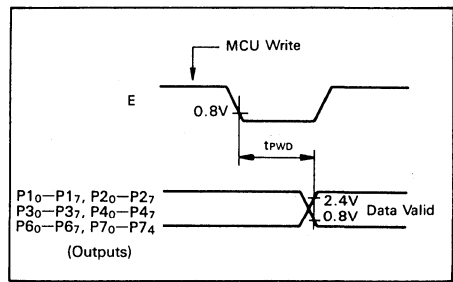 MCU Write
E
0.8V
tPWD
P1₀—P1₇, P2₀—P2₇
P3₀—P3₇, P4₀—P4₇
P6₀—P6₇, P7₀—P7₄
(Outputs)
2.4V
0.8V
Data Valid